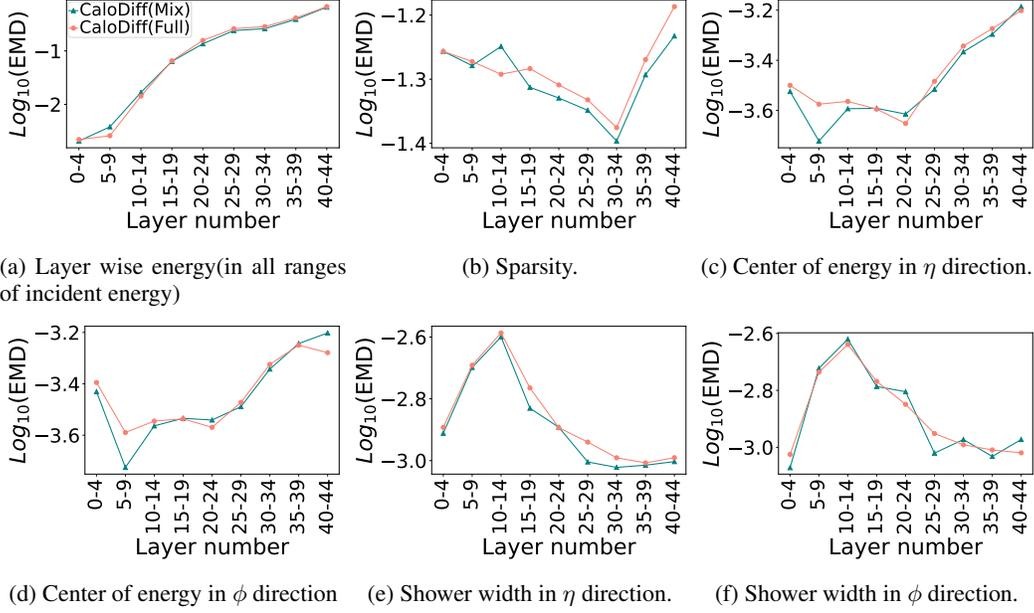 CaloDiff(Mix)
CaloDiff(Full)
Log10(EMD)
−1
−2
0-4 5-9 10-14 15-19 20-24 25-29 30-34 35-39 40-44
Layer number
(a) Layer wise energy(in all ranges
of incident energy)
Log10(EMD)
−1.2
−1.3
−1.4
0-4 5-9 10-14 15-19 20-24 25-29 30-34 35-39 40-44
Layer number
(b) Sparsity.
Log10(EMD)
−3.2
−3.6
0-4 5-9 10-14 15-19 20-24 25-29 30-34 35-39 40-44
Layer number
(c) Center of energy in η direction.
Log10(EMD)
−3.2
−3.4
−3.6
0-4 5-9 10-14 15-19 20-24 25-29 30-34 35-39 40-44
Layer number
(d) Center of energy in ϕ direction
Log10(EMD)
−2.6
−2.8
−3.0
0-4 5-9 10-14 15-19 20-24 25-29 30-34 35-39 40-44
Layer number
(e) Shower width in η direction.
Log10(EMD)
−2.6
−2.8
−3.0
0-4 5-9 10-14 15-19 20-24 25-29 30-34 35-39 40-44
Layer number
(f) Shower width in ϕ direction.